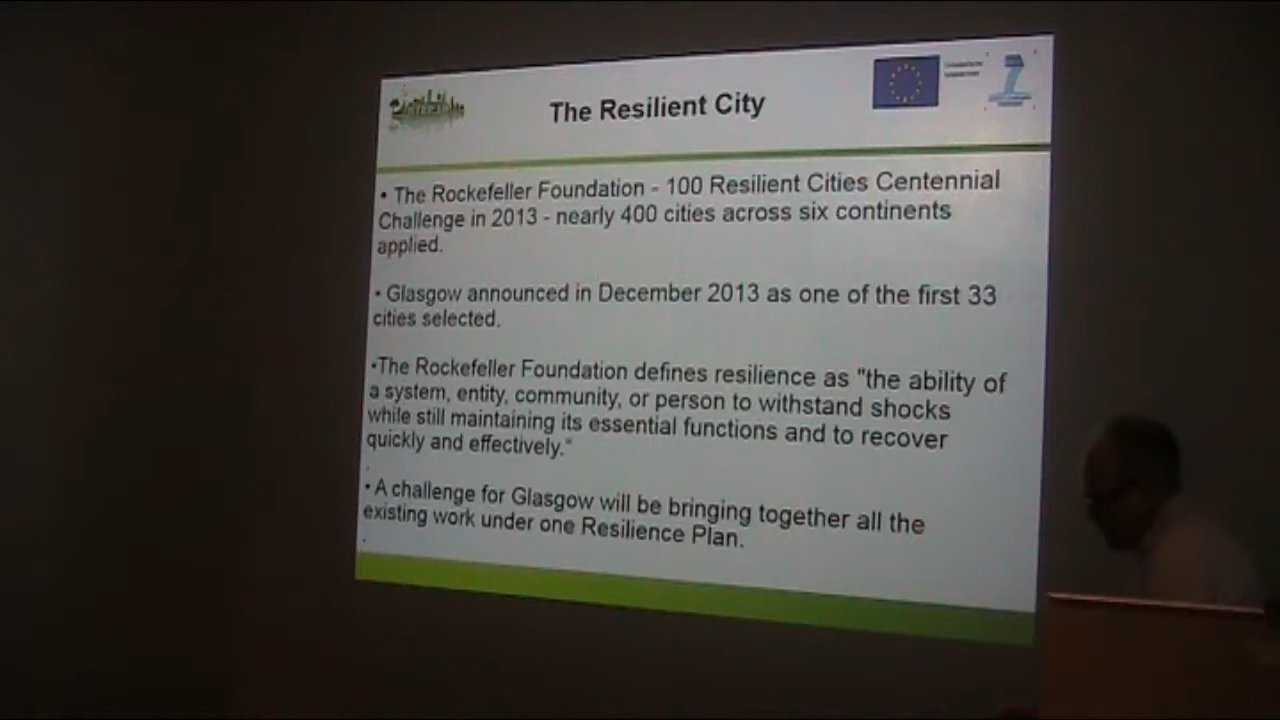 The Resilient City
• The Rockefeller Foundation - 100 Resilient Cities Centennial
Challenge in 2013 - nearly 400 cities across six continents
applied.
• Glasgow announced in December 2013 as one of the first 33
cities selected.
•The Rockefeller Foundation defines resilience as "the ability of
a system, entity, community, or person to withstand shocks
while still maintaining its essential functions and to recover
quickly and effectively."
• A challenge for Glasgow will be bringing together all the
existing work under one Resilience Plan.